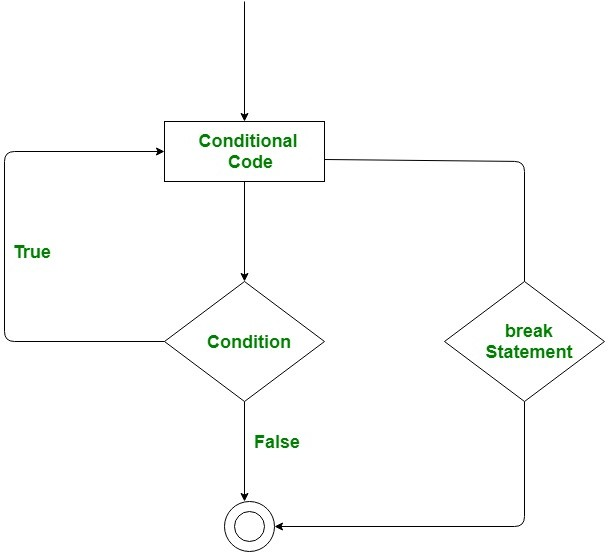 Conditional
Code
True
Condition
break
Statement
False